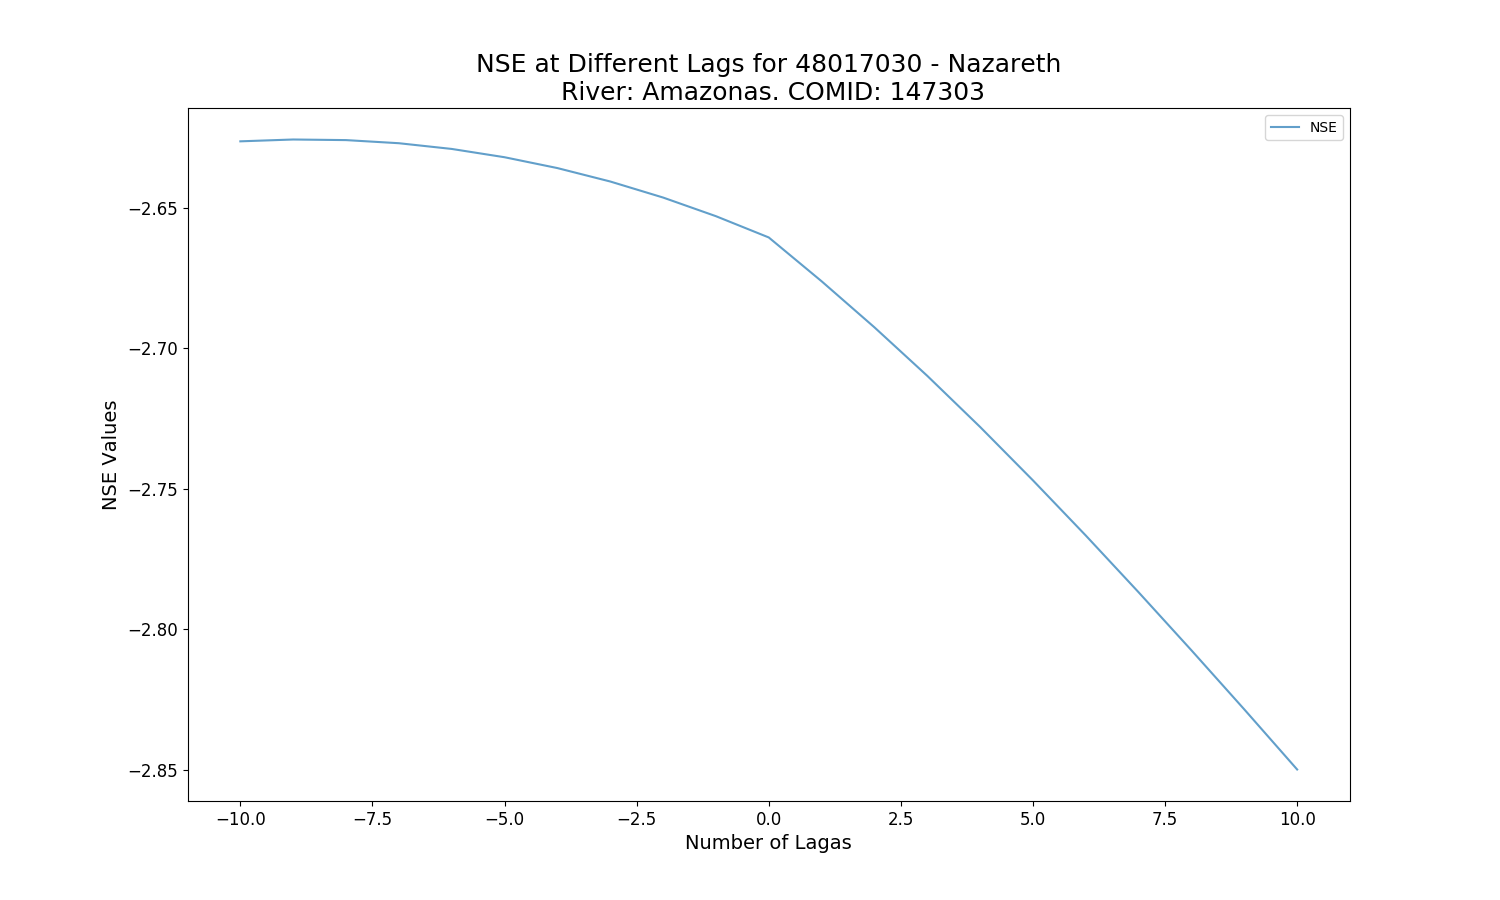 NSE at Different Lags for 48017030 - Nazareth
River: Amazonas. COMID: 147303
NSE
−2.65
−2.70
−2.75
−2.80
−2.85
NSE Values
−10.0 −7.5 −5.0 −2.5 0.0 2.5 5.0 7.5 10.0
Number of Lagas